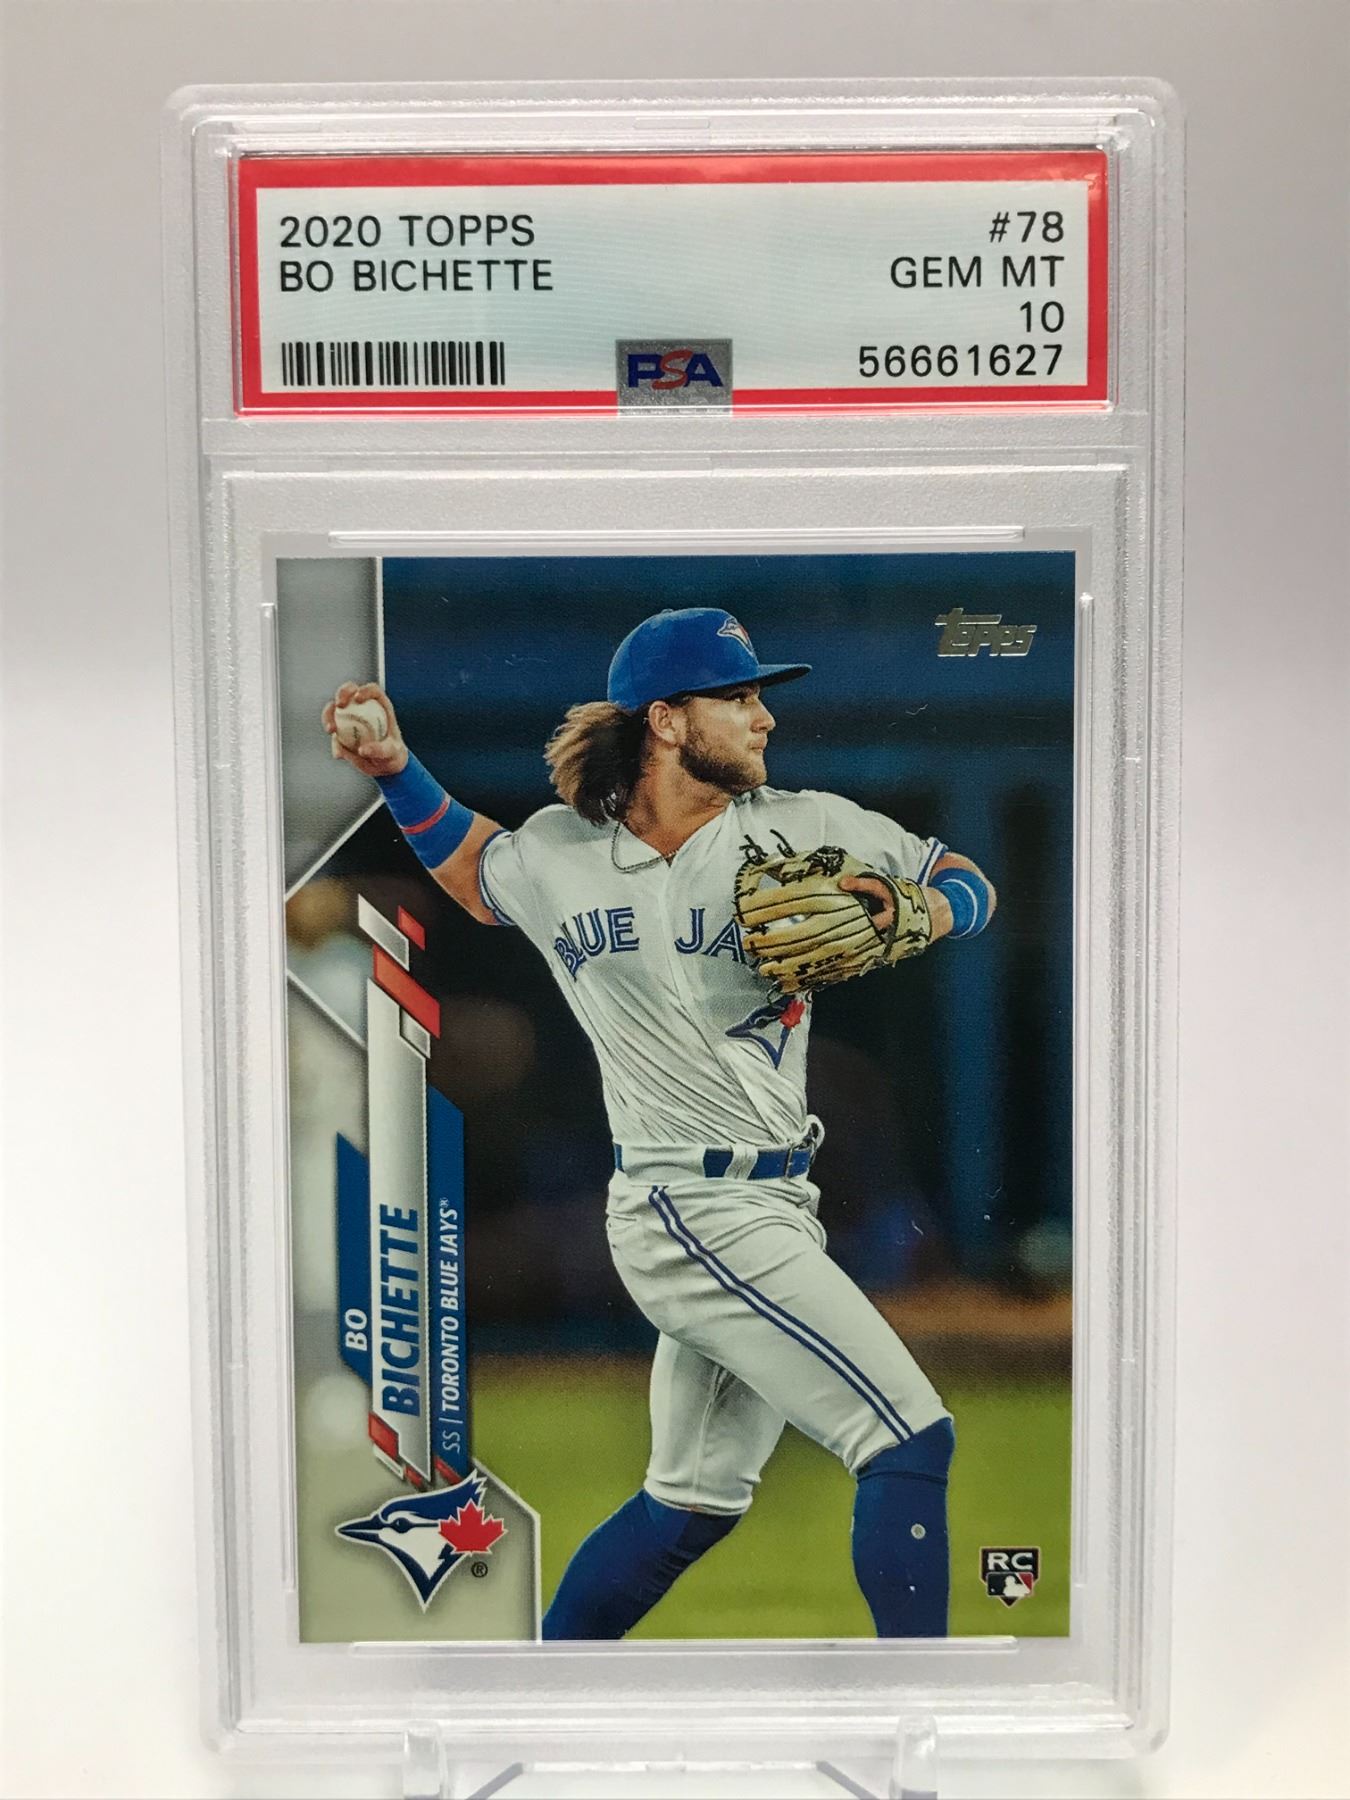 2020 TOPPS #78
BO BICHETTE GEM MT
10
PSA 56661627
Topps
BLUE JA
BO
BICHETTE
SS | TORONTO BLUE JAYS®
®
RC